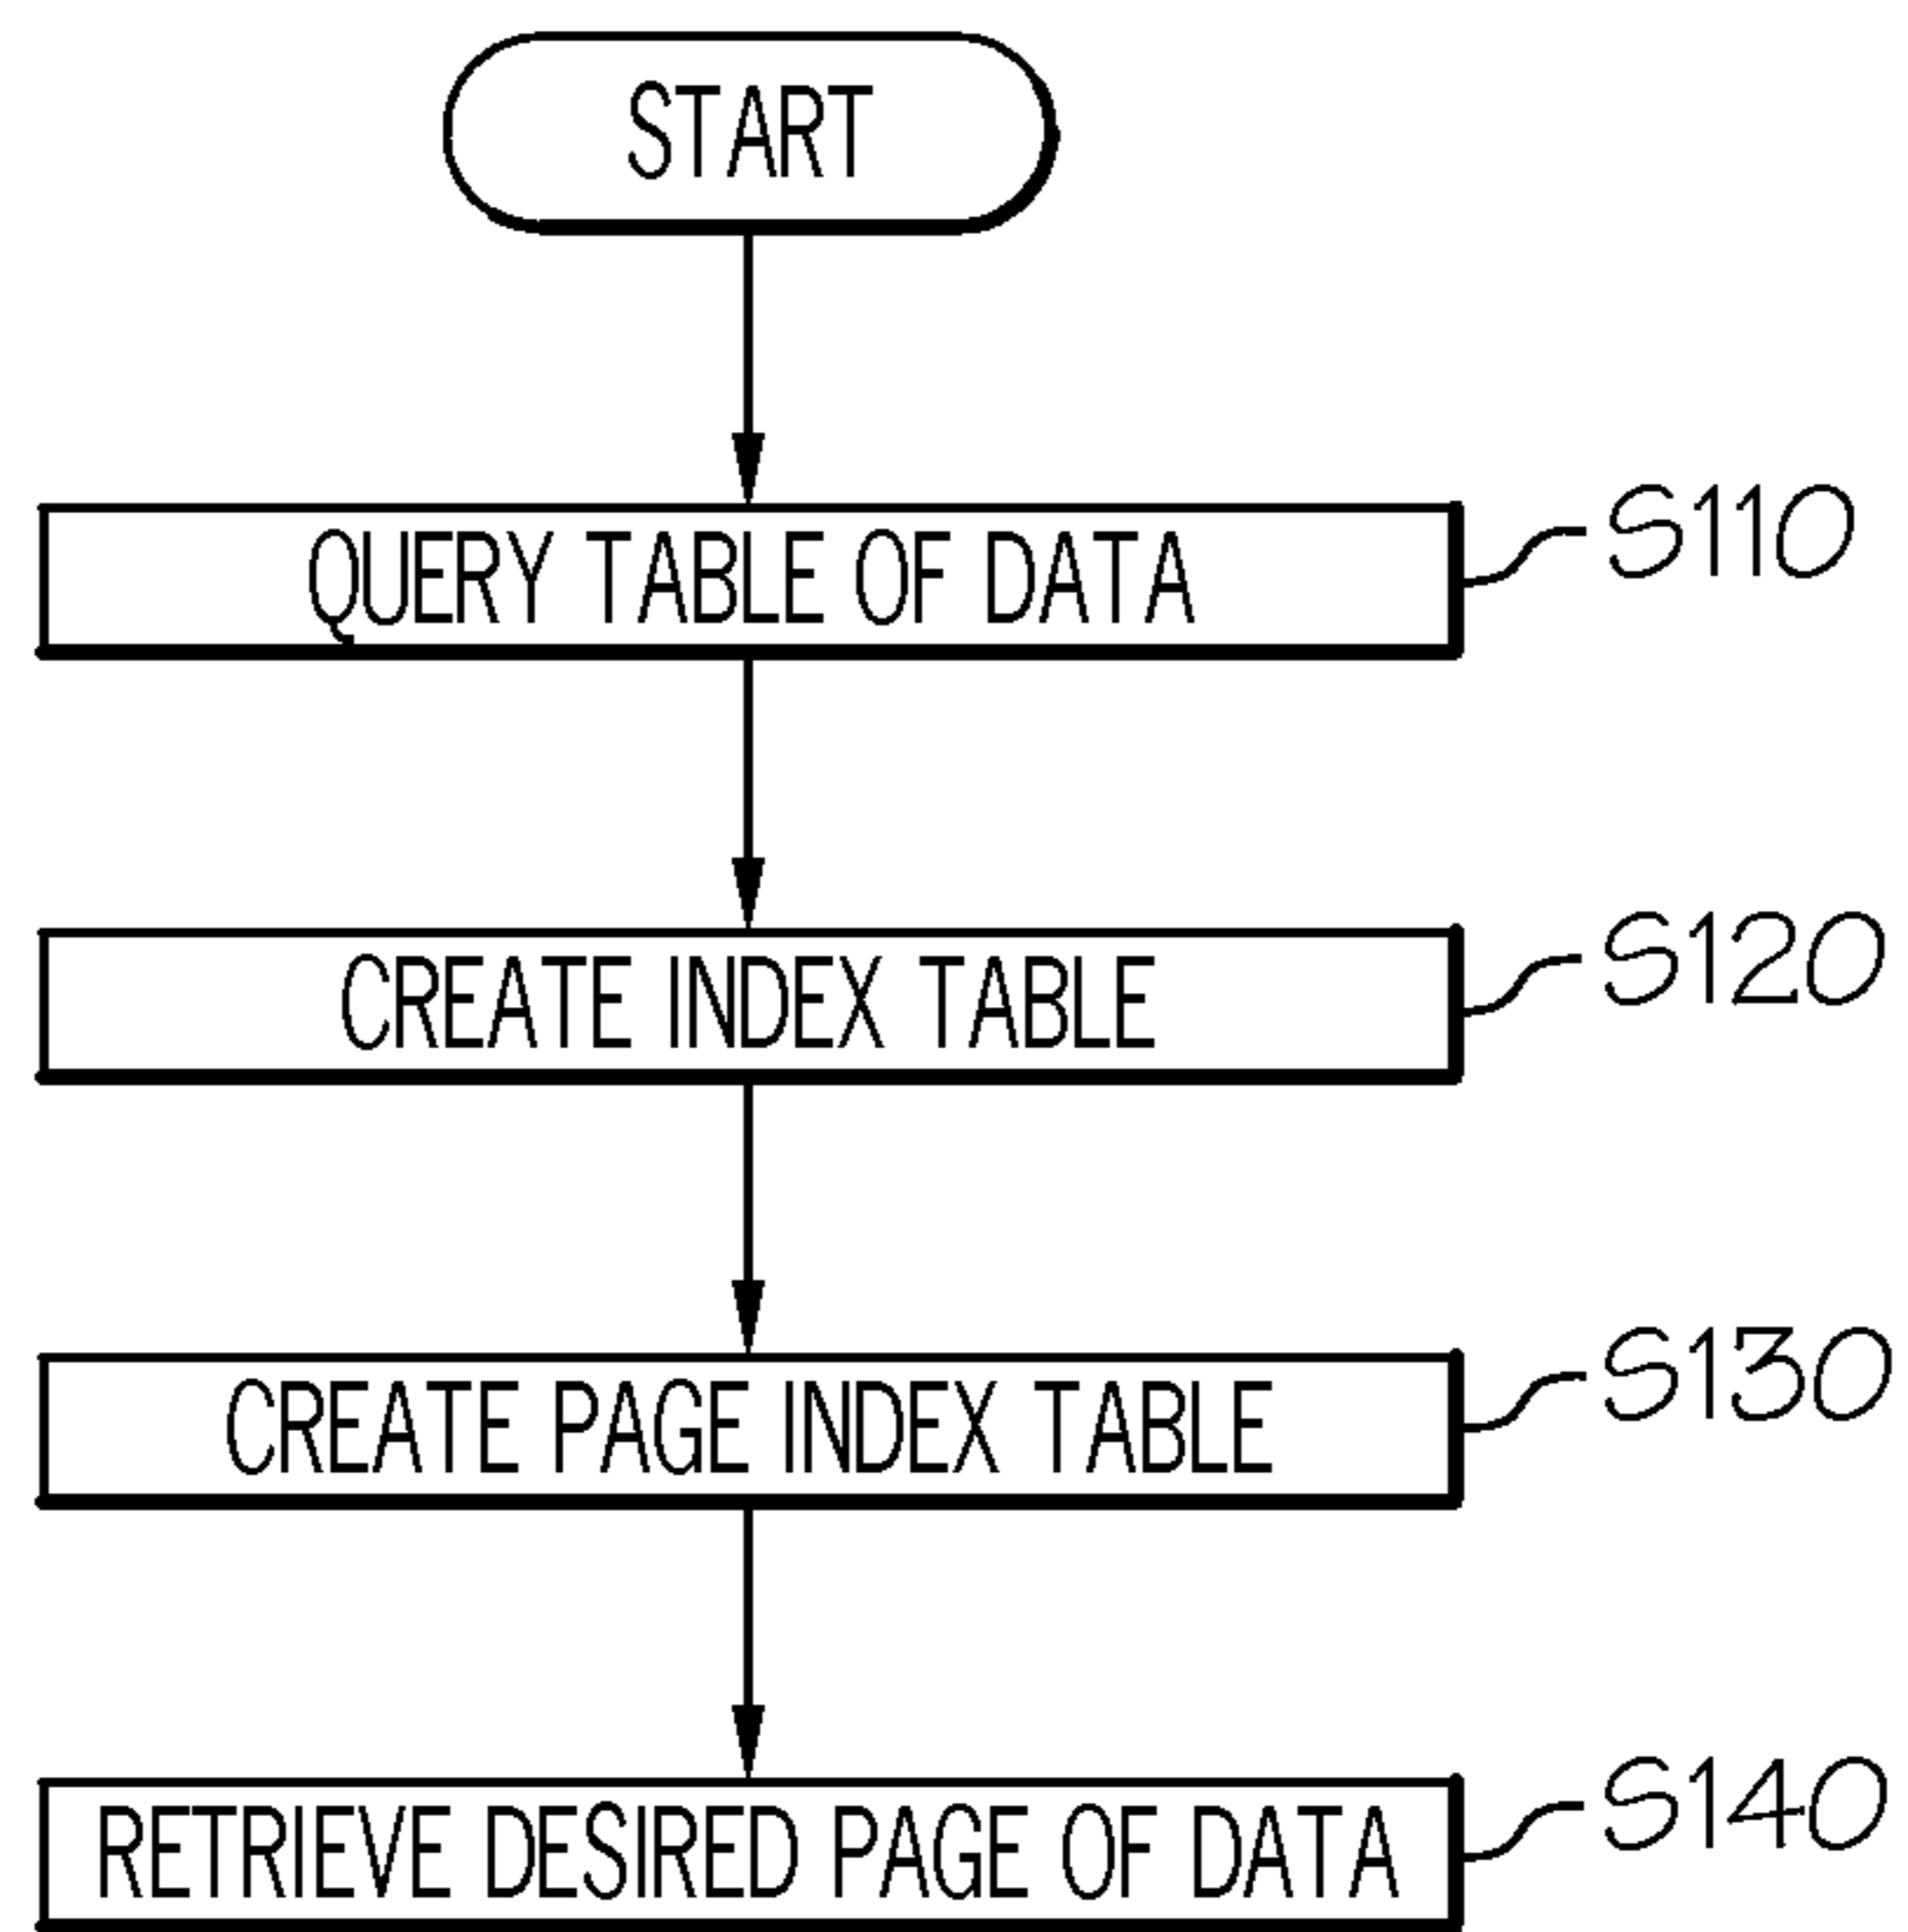 START
QUERY TABLE OF DATA
S110
CREATE INDEX TABLE
S120
CREATE PAGE INDEX TABLE
S130
RETRIEVE DESIRED PAGE OF DATA
S140